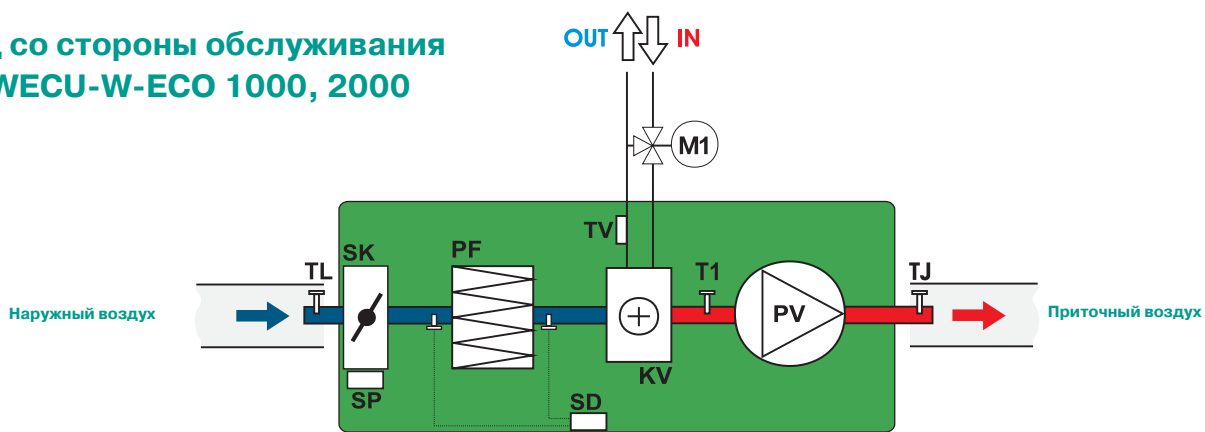 со стороны обслуживания
WECU-W-ECO 1000, 2000
OUT IN
M1
TV
SK PF
TL T1 TJ
Наружный воздух
PV
Приточный воздух
KV
SP SD